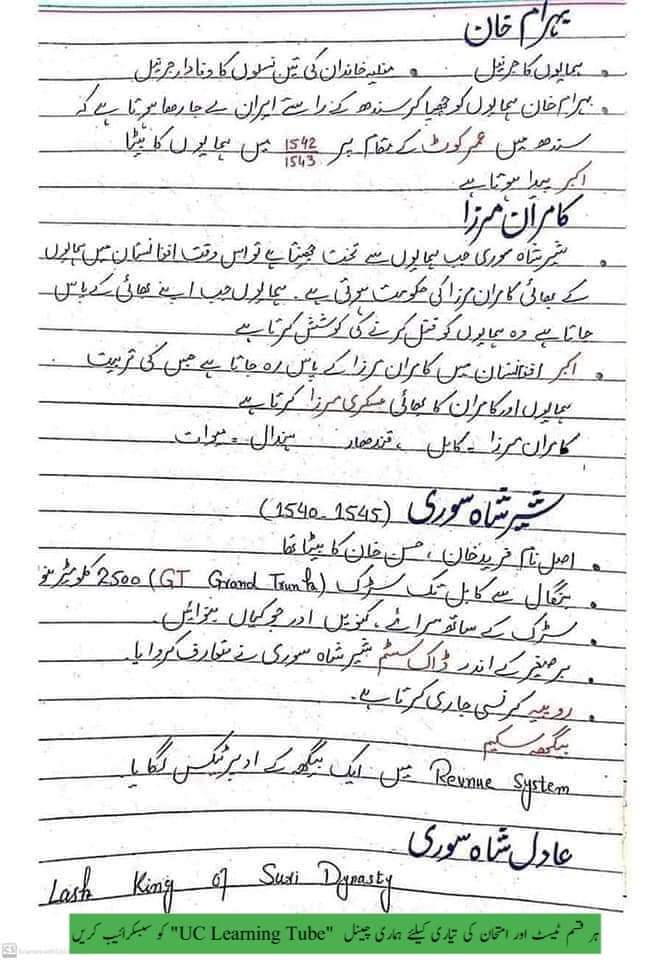 بہرام خان
• ہمایوں کا جرنیل • مغلیہ خاندان کی تین نسلوں کا وفادار جرنیل
• بہرام خان ہمایوں کو چھپا کر سندھ کے راستے ایران لے جا رہا ہوتا ہے کہ
سندھ میں عمر کوٹ کے مقام پر 1542/1543 میں ہمایوں کا بیٹا
اکبر پیدا ہوتا ہے
کامران مرزا
• شیر شاہ سوری جب ہمایوں سے تخت چھینتا ہے تو اس وقت افغانستان میں ہمایوں
کے بھائی کامران مرزا کی حکومت ہوتی ہے۔ ہمایوں جب اپنے بھائی کے پاس
جاتا ہے وہ ہمایوں کو قتل کرنے کی کوشش کرتا ہے
• اکبر افغانستان میں کامران مرزا کے پاس رہ جاتا ہے جس کی تربیت
ہمایوں اور کامران کا بھائی عسکری مرزا کرتا ہے
کامران مرزا - کابل ، قندھار ہندال - میوات
شیر شاہ سوری (1540-1545)
• اصل نام فرید خان ، حسن خان کا بیٹا تھا
• بنگال سے کابل تک سڑک (GT Grand Trunk) 2500 کلومیٹر
• سڑک کے ساتھ سرائے ، کنویں اور چوکیاں بنوائیں۔
• برصغیر کے اندر ڈاک سسٹم شیر شاہ سوری نے متعارف کروایا۔
• روپیہ کرنسی جاری کرتا ہے۔
بیگھہ سکیم
Revnue System میں ایک بیگھہ کے اوپر ٹیکس لگایا
عادل شاہ سوری
Last King of Suri Dynasty
ہر قسم ٹیسٹ اور امتحان کی تیاری کیلئے ہماری چینل "UC Learning Tube" کو سبسکرائیب کریں
CS